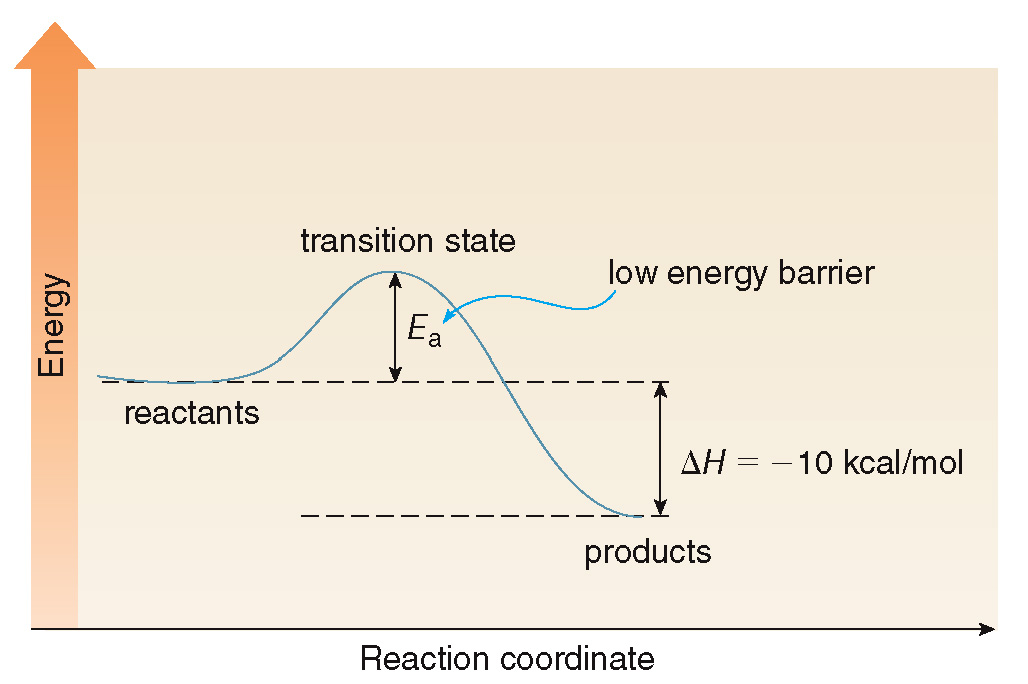 transition state
low energy barrier
Eₐ
Energy
reactants
ΔH = −10 kcal/mol
products
Reaction coordinate